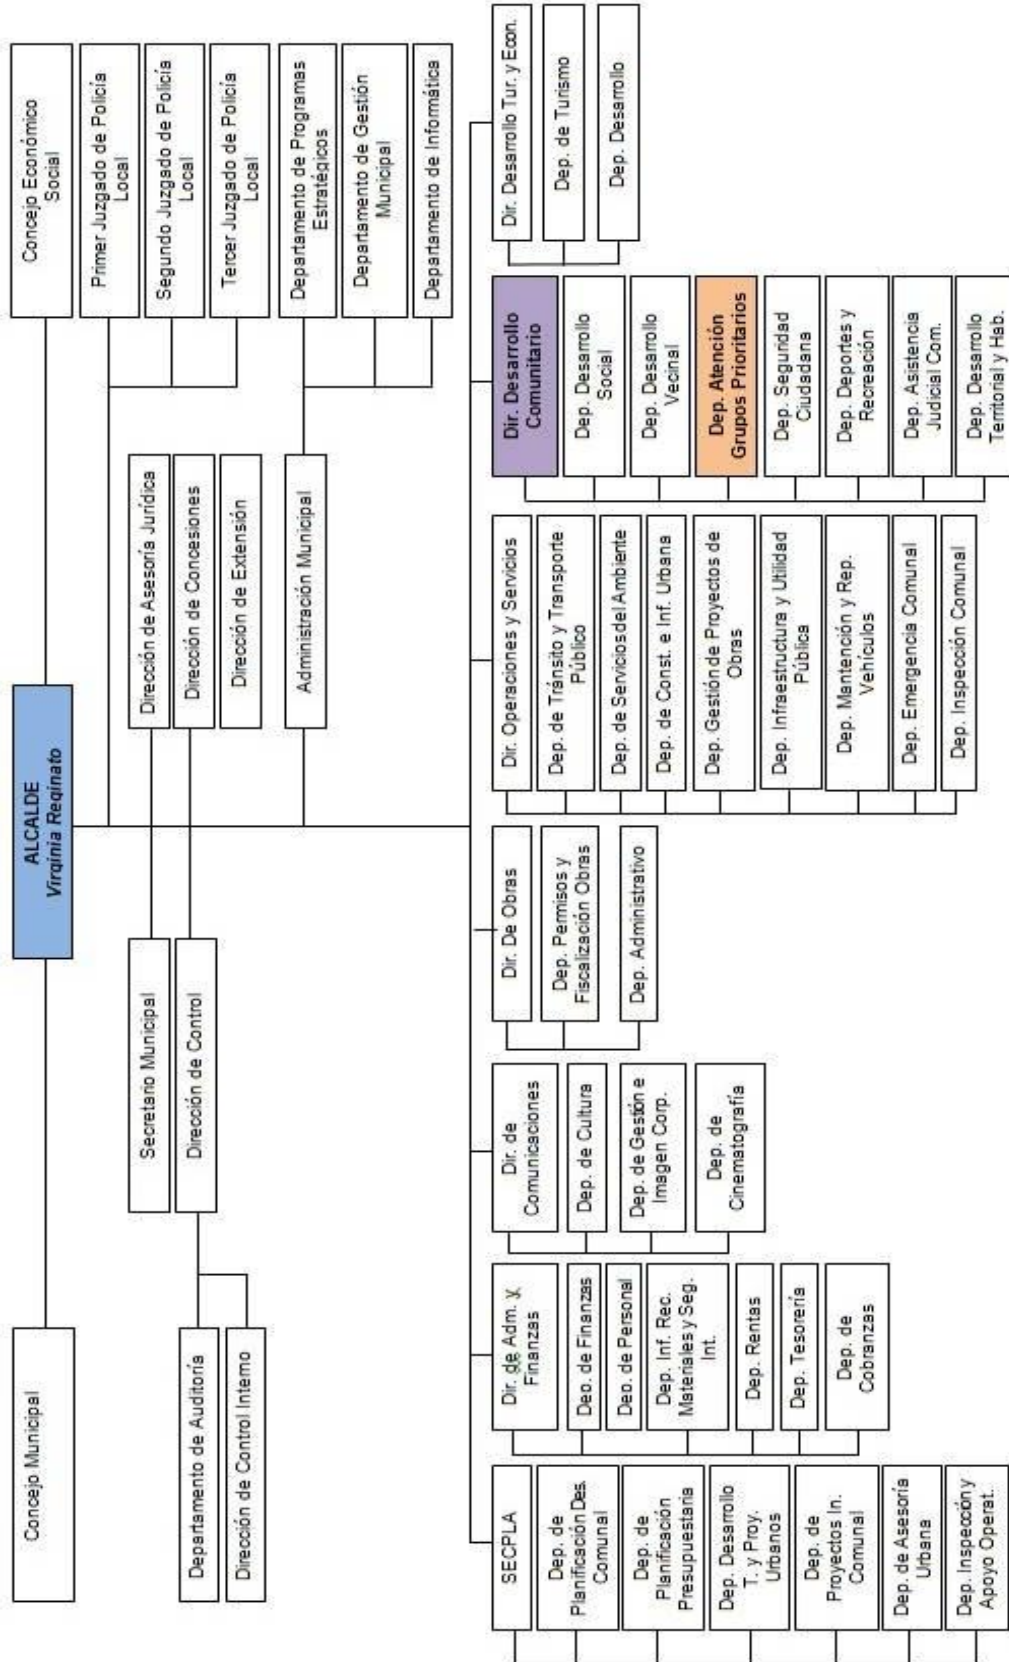 Concejo Municipal
ALCALDE
Virginia Reginato
Concejo Económico
Social
Primer Juzgado de Policía
Local
Segundo Juzgado de Policía
Local
Tercer Juzgado de Policía
Local
Secretario Municipal
Dirección de Asesoría Jurídica
Dirección de Control
Dirección de Concesiones
Dirección de Extensión
Departamento de Auditoría
Dirección de Control Interno
Administración Municipal
Departamento de Programas
Estratégicos
Departamento de Gestión
Municipal
Departamento de Informática
SECPLA
Dep. de
Planificación Des.
Comunal
Dep. de
Planificación
Presupuestaria
Dep. Desarrollo
T. y Proy.
Urbanos
Dep. de
Proyectos In.
Comunal
Dep. de Asesoría
Urbana
Dep. Inspección y
Apoyo Operat.
Dir. de Adm. y
Finanzas
Deo. de Finanzas
Deo. de Personal
Dep. Inf. Rec.
Materiales y Seg.
Int.
Dep. Rentas
Dep. Tesorería
Dep. de
Cobranzas
Dir. de
Comunicaciones
Dep. de Cultura
Dep. de Gestión e
Imagen Corp.
Dep. de
Cinematografía
Dir. De Obras
Dep. Permisos y
Fiscalización Obras
Dep. Administrativo
Dir. Operaciones y Servicios
Dep. de Tránsito y Transporte
Público
Dep. de Servicios del Ambiente
Dep. de Const. e Inf. Urbana
Dep. Gestión de Proyectos de
Obras
Dep. Infraestructura y Utilidad
Pública
Dep. Mantención y Rep.
Vehículos
Dep. Emergencia Comunal
Dep. Inspección Comunal
Dir. Desarrollo
Comunitario
Dep. Desarrollo
Social
Dep. Desarrollo
Vecinal
Dep. Atención
Grupos Prioritarios
Dep. Seguridad
Ciudadana
Dep. Deportes y
Recreación
Dep. Asistencia
Judicial Com.
Dep. Desarrollo
Territorial y Hab.
Dir. Desarrollo Tur. y Econ.
Dep. de Turismo
Dep. Desarrollo